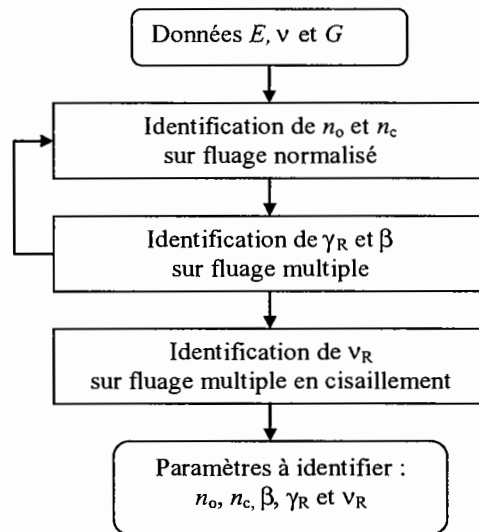 Données E, ν et G
Identification de nₒ et n꜀
sur fluage normalisé
Identification de γR et β
sur fluage multiple
Identification de νR
sur fluage multiple en cisaillement
Paramètres à identifier :
nₒ, n꜀, β, γR et νR